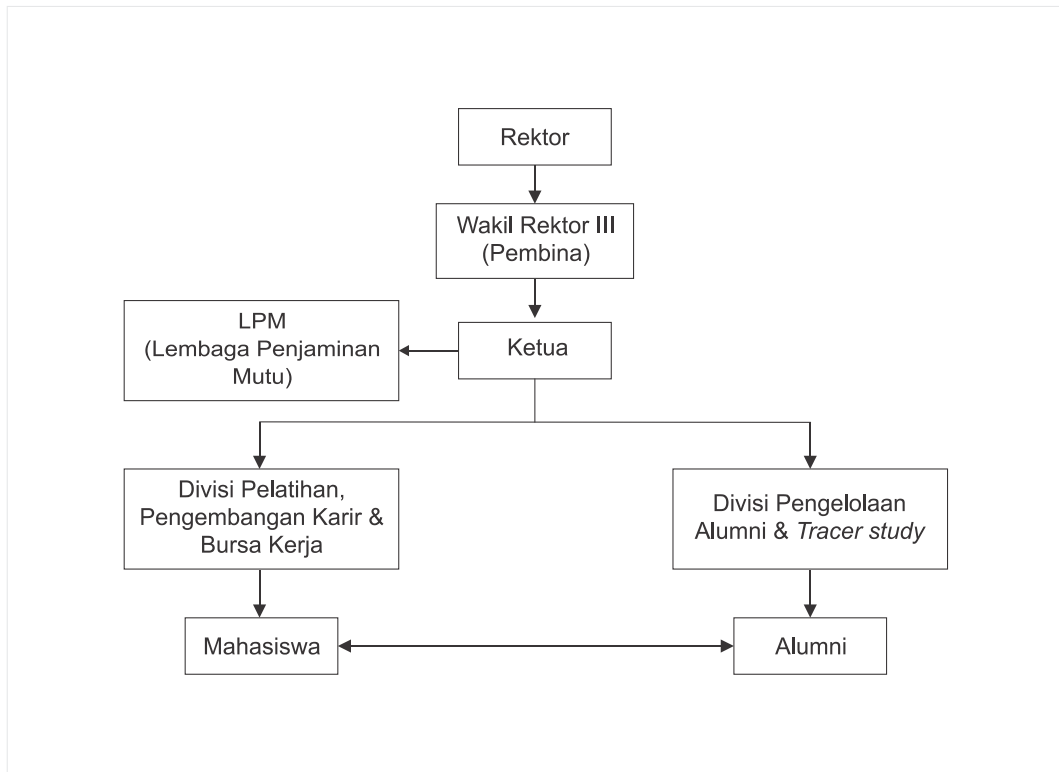 Rektor
Wakil Rektor III
(Pembina)
LPM
(Lembaga Penjaminan
Mutu)
Ketua
Divisi Pelatihan,
Pengembangan Karir &
Bursa Kerja
Divisi Pengelolaan
Alumni & Tracer study
Mahasiswa
Alumni